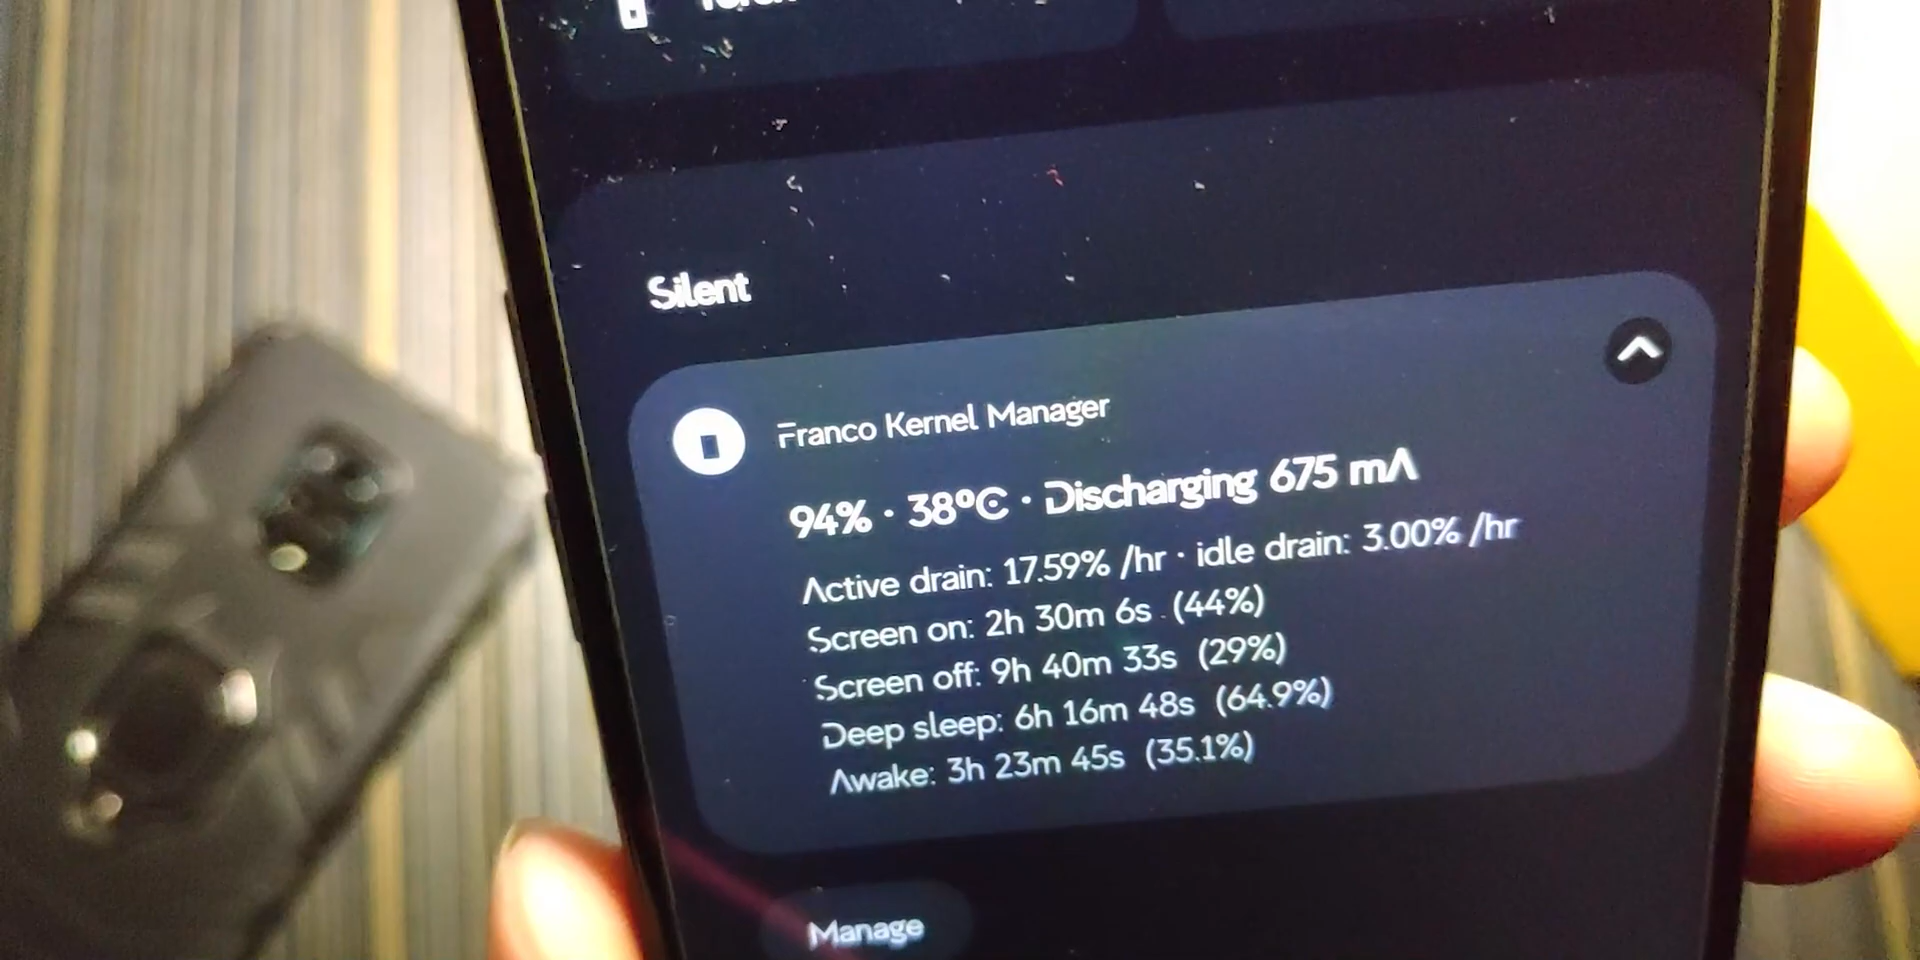 Silent
Franco Kernel Manager
94% · 38ºC · Discharging 675 mA
Active drain: 17.59% /hr · idle drain: 3.00% /hr
Screen on: 2h 30m 6s (44%)
Screen off: 9h 40m 33s (29%)
Deep sleep: 6h 16m 48s (64.9%)
Awake: 3h 23m 45s (35.1%)
Manage